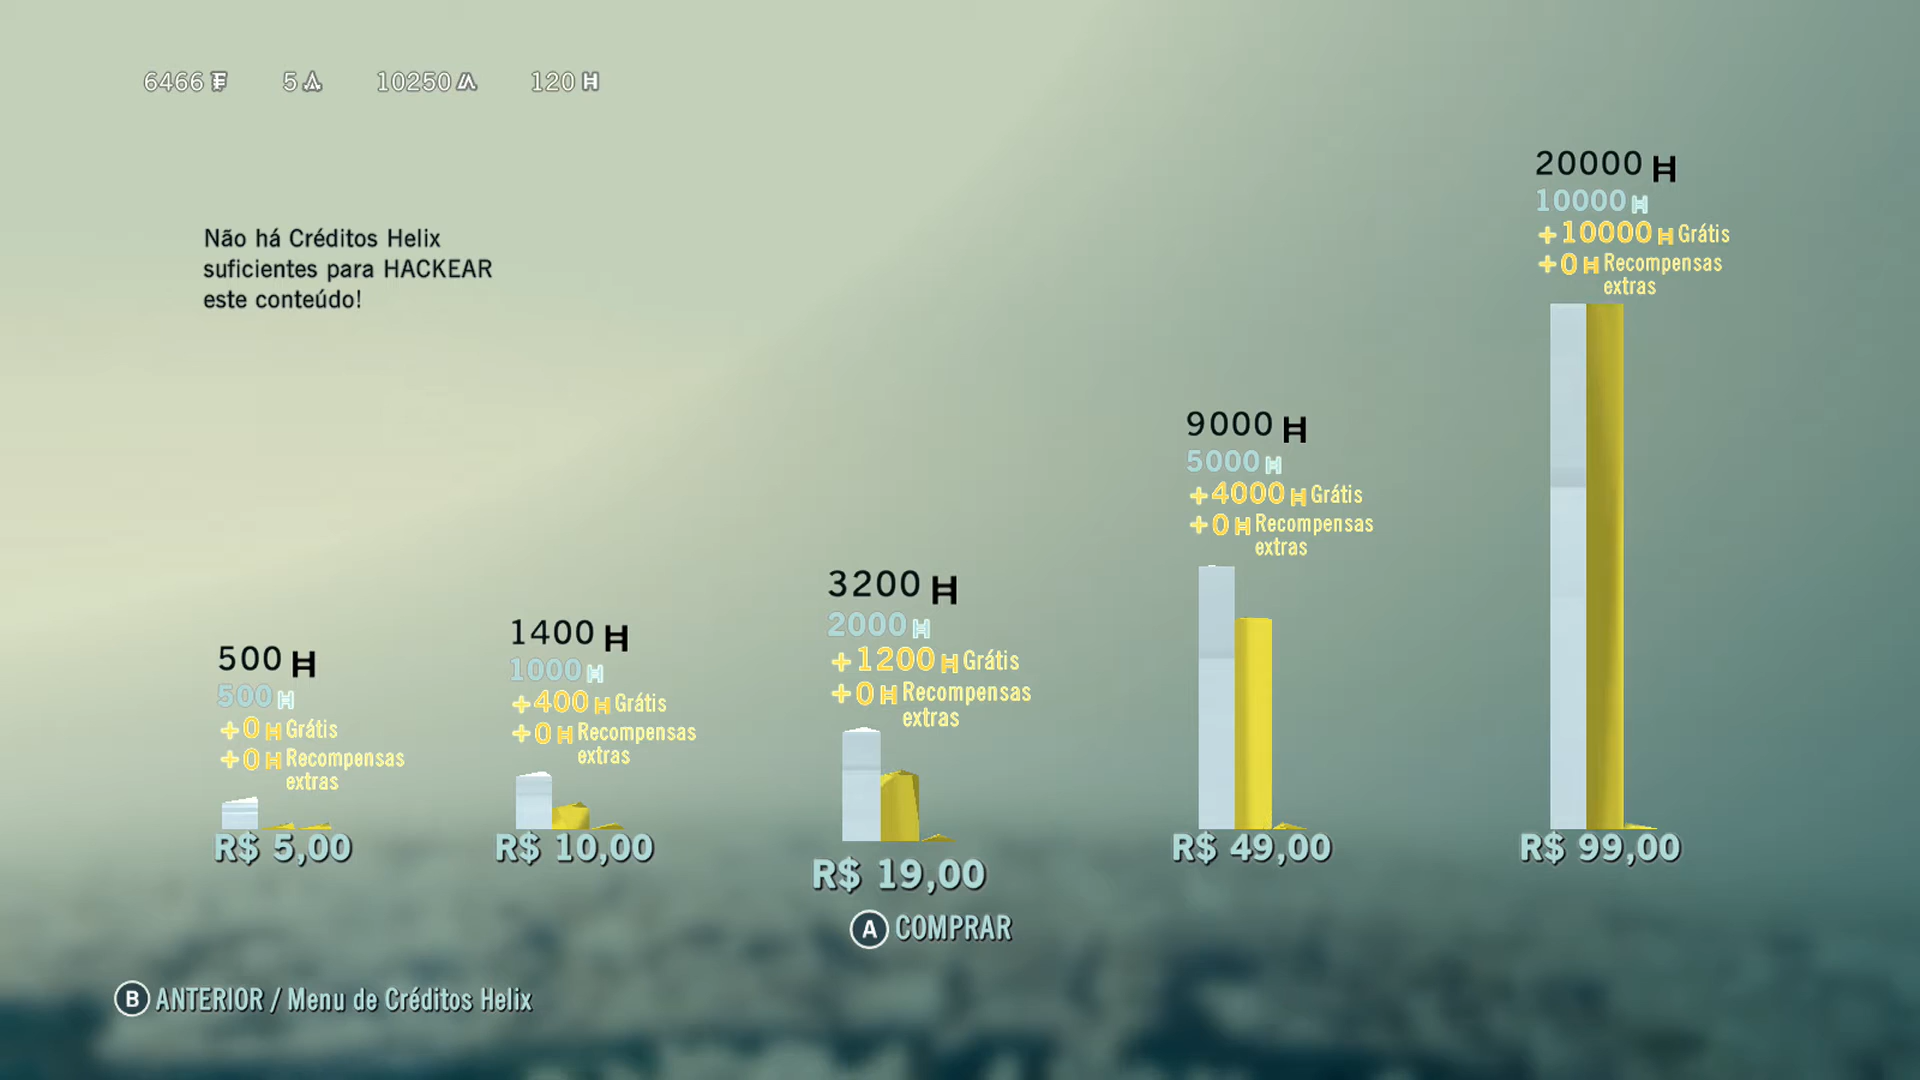 6466 5 10250 120 H
Não há Créditos Helix
suficientes para HACKEAR
este conteúdo!
500 H
500 H
+0 H Grátis
+0 H Recompensas
extras
R$ 5,00
1400 H
1000 H
+400 H Grátis
+0 H Recompensas
extras
R$ 10,00
3200 H
2000 H
+1200 H Grátis
+0 H Recompensas
extras
R$ 19,00
A COMPRAR
9000 H
5000 H
+4000 H Grátis
+0 H Recompensas
extras
R$ 49,00
20000 H
10000 H
+10000 H Grátis
+0 H Recompensas
extras
R$ 99,00
B ANTERIOR / Menu de Créditos Helix